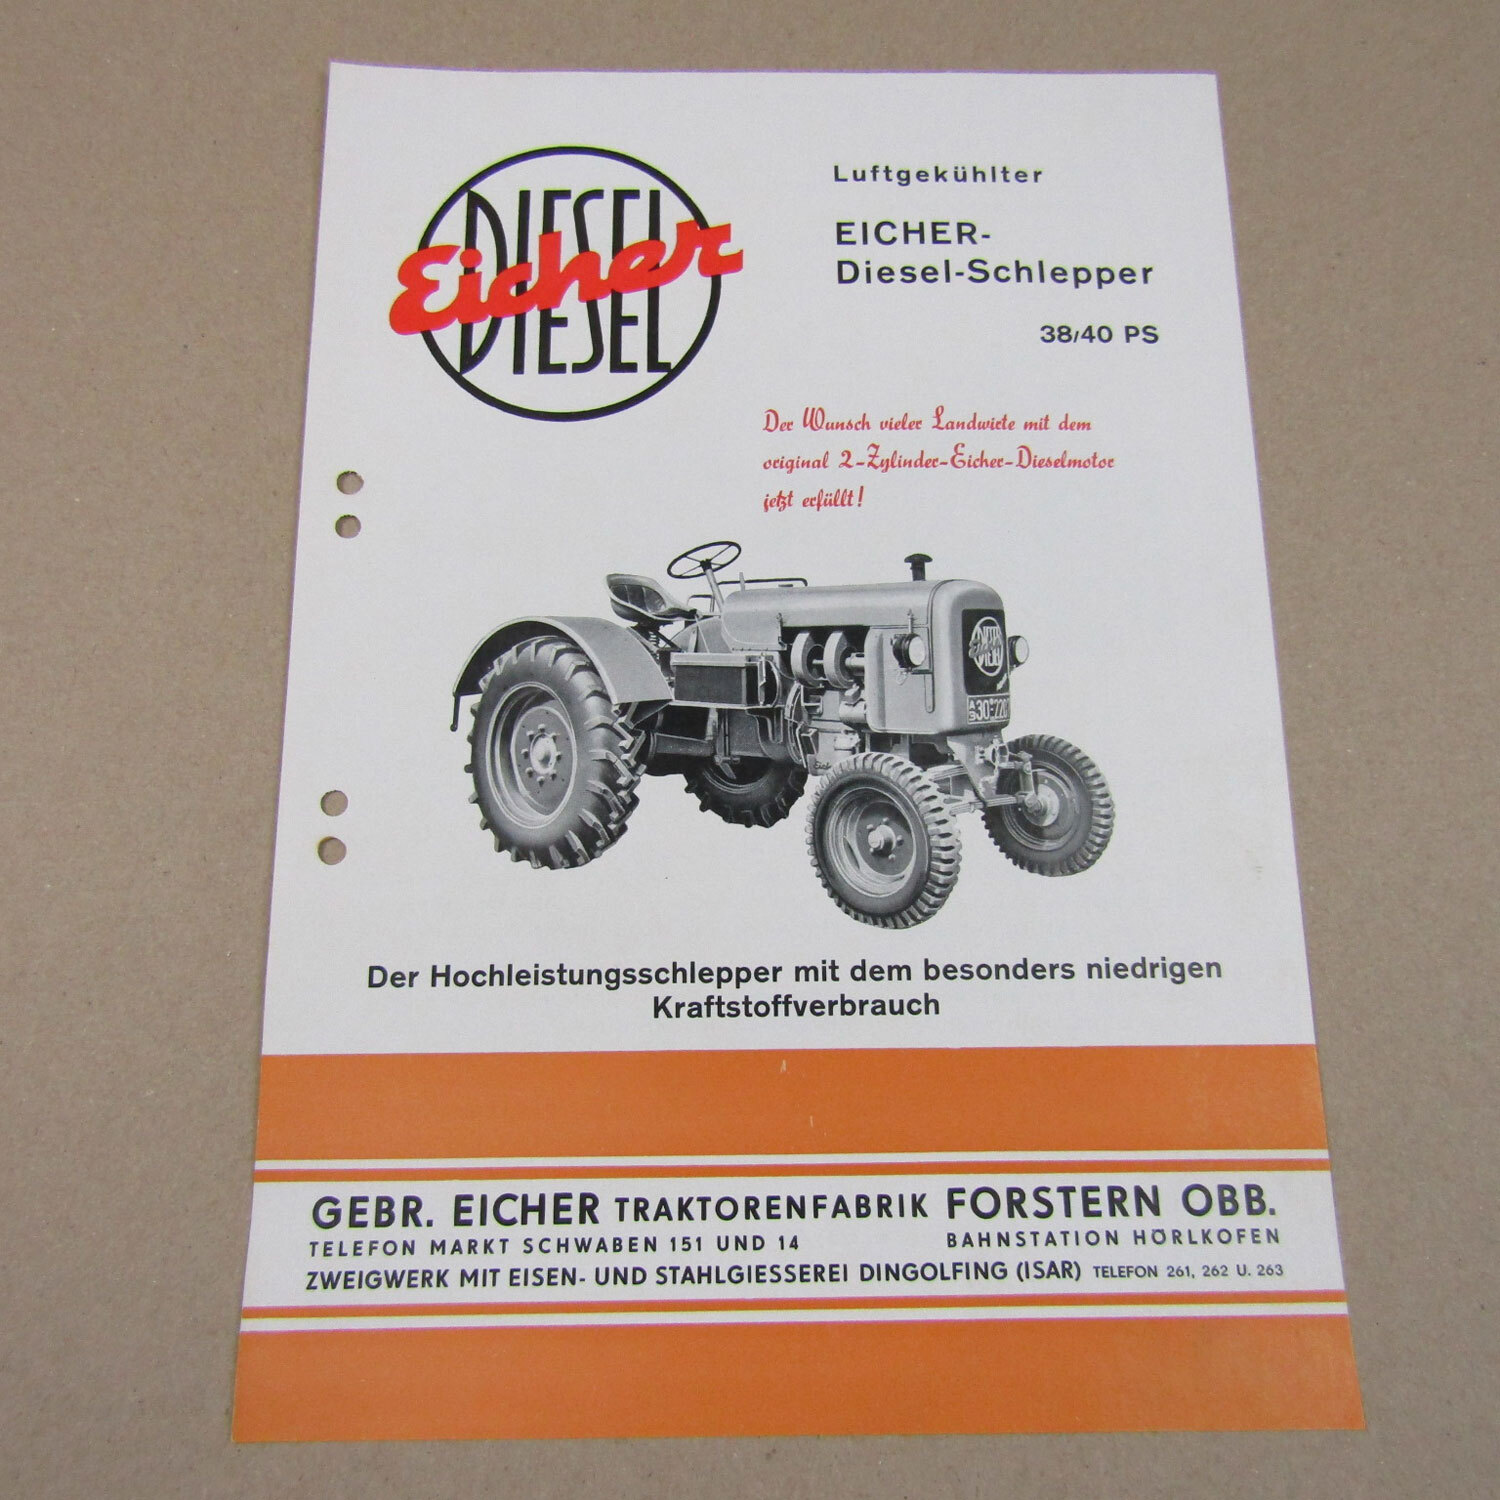 DIESEL
Eicher
Luftgekühlter
EICHER-
Diesel-Schlepper
38/40 PS
Der Wunsch vieler Landwirte mit dem
original 2-Zylinder-Eicher-Dieselmotor
jetzt erfüllt!
DIESEL
Eicher
Der Hochleistungsschlepper mit dem besonders niedrigen
Kraftstoffverbrauch
GEBR. EICHER TRAKTORENFABRIK FORSTERN OBB.
TELEFON MARKT SCHWABEN 151 UND 14 BAHNSTATION HÖRLKOFEN
ZWEIGWERK MIT EISEN- UND STAHLGIESSEREI DINGOLFING (ISAR) TELEFON 261, 262 U. 263